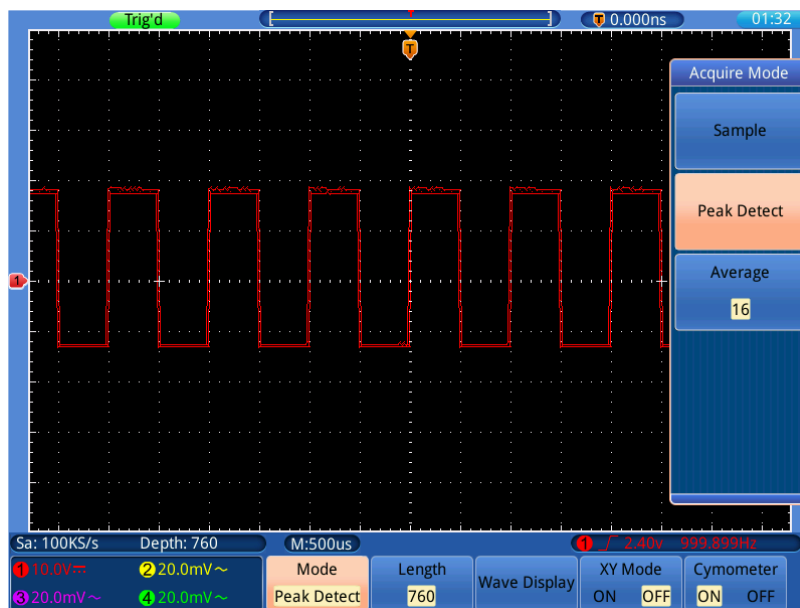 Trig'd
T 0.000ns
01:32
T
Acquire Mode
Sample
Peak Detect
Average
16
1
Sa: 100KS/s Depth: 760 M:500us 1 2.40v 999.899Hz
1 10.0V 2 20.0mV
3 20.0mV 4 20.0mV
Mode
Peak Detect
Length
760
Wave Display
XY Mode
ON OFF
Cymometer
ON OFF